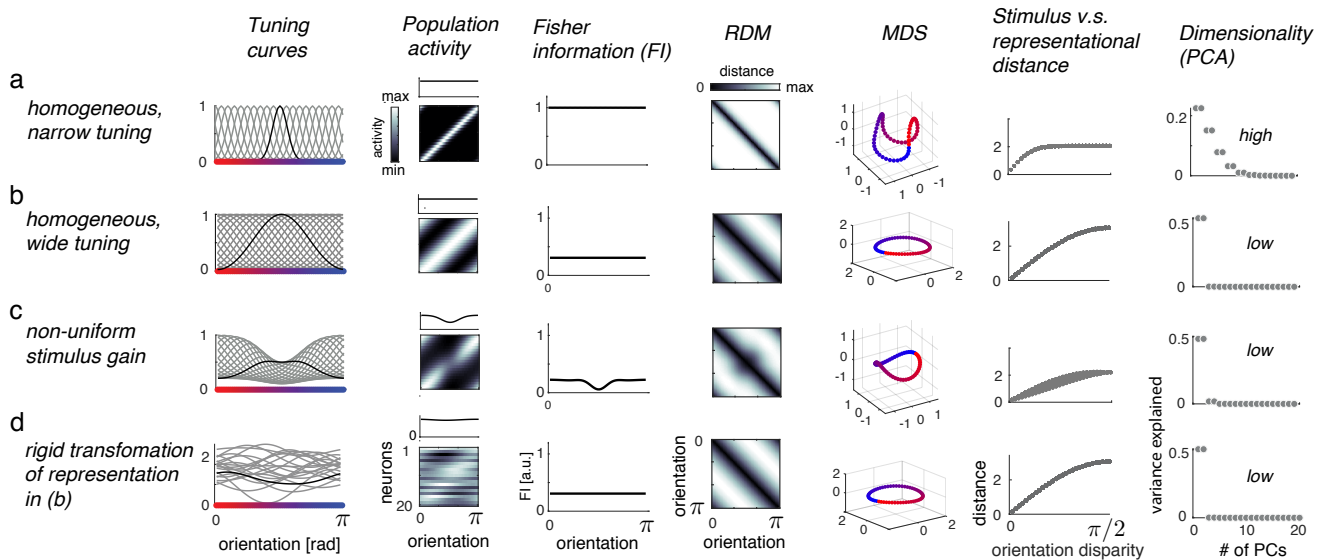 Tuning
curves
Population
activity
Fisher
information (FI)
RDM
MDS
Stimulus v.s.
representational
distance
Dimensionality
(PCA)
a
homogeneous,
narrow tuning
1
0
max
activity
min
1
0
distance
0 max
1
0
-1
1
0
-1
2
0
0.2
0
high
b
homogeneous,
wide tuning
1
0
1
0
0
2
0
2
0
2
2
0
0.5
0
low
c
non-uniform
stimulus gain
1
0
1
0
0
1
0
-1
1
0
-1
1
0
-1
2
0
0.5
0
low
d
rigid transfomation
of representation
in (b)
2
1
0
0 π
orientation [rad]
0
neurons
1
20
0 π
orientation
FI [a.u.]
1
0
0 π
orientation
orientation
0
π
0 π
orientation
2
0
2
0
2
distance
2
0
0 π/2
orientation disparity
variance explained
0.5
0
low
0 10 20
# of PCs